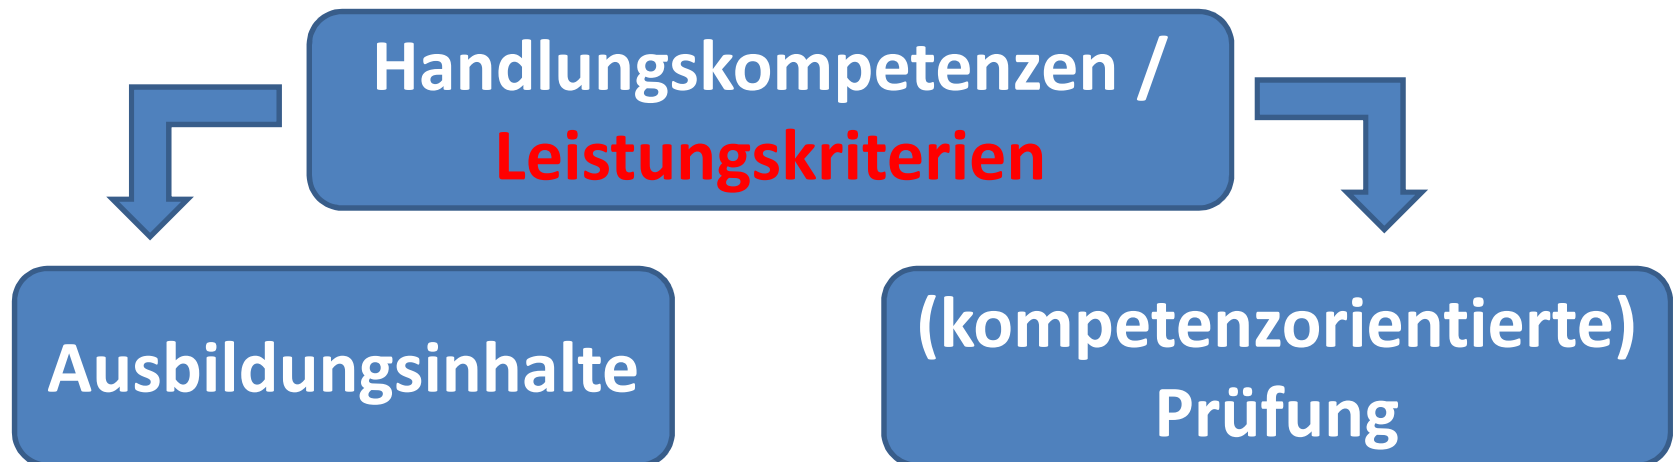 Handlungskompetenzen /
Leistungskriterien
Ausbildungsinhalte
(kompetenzorientierte)
Prüfung